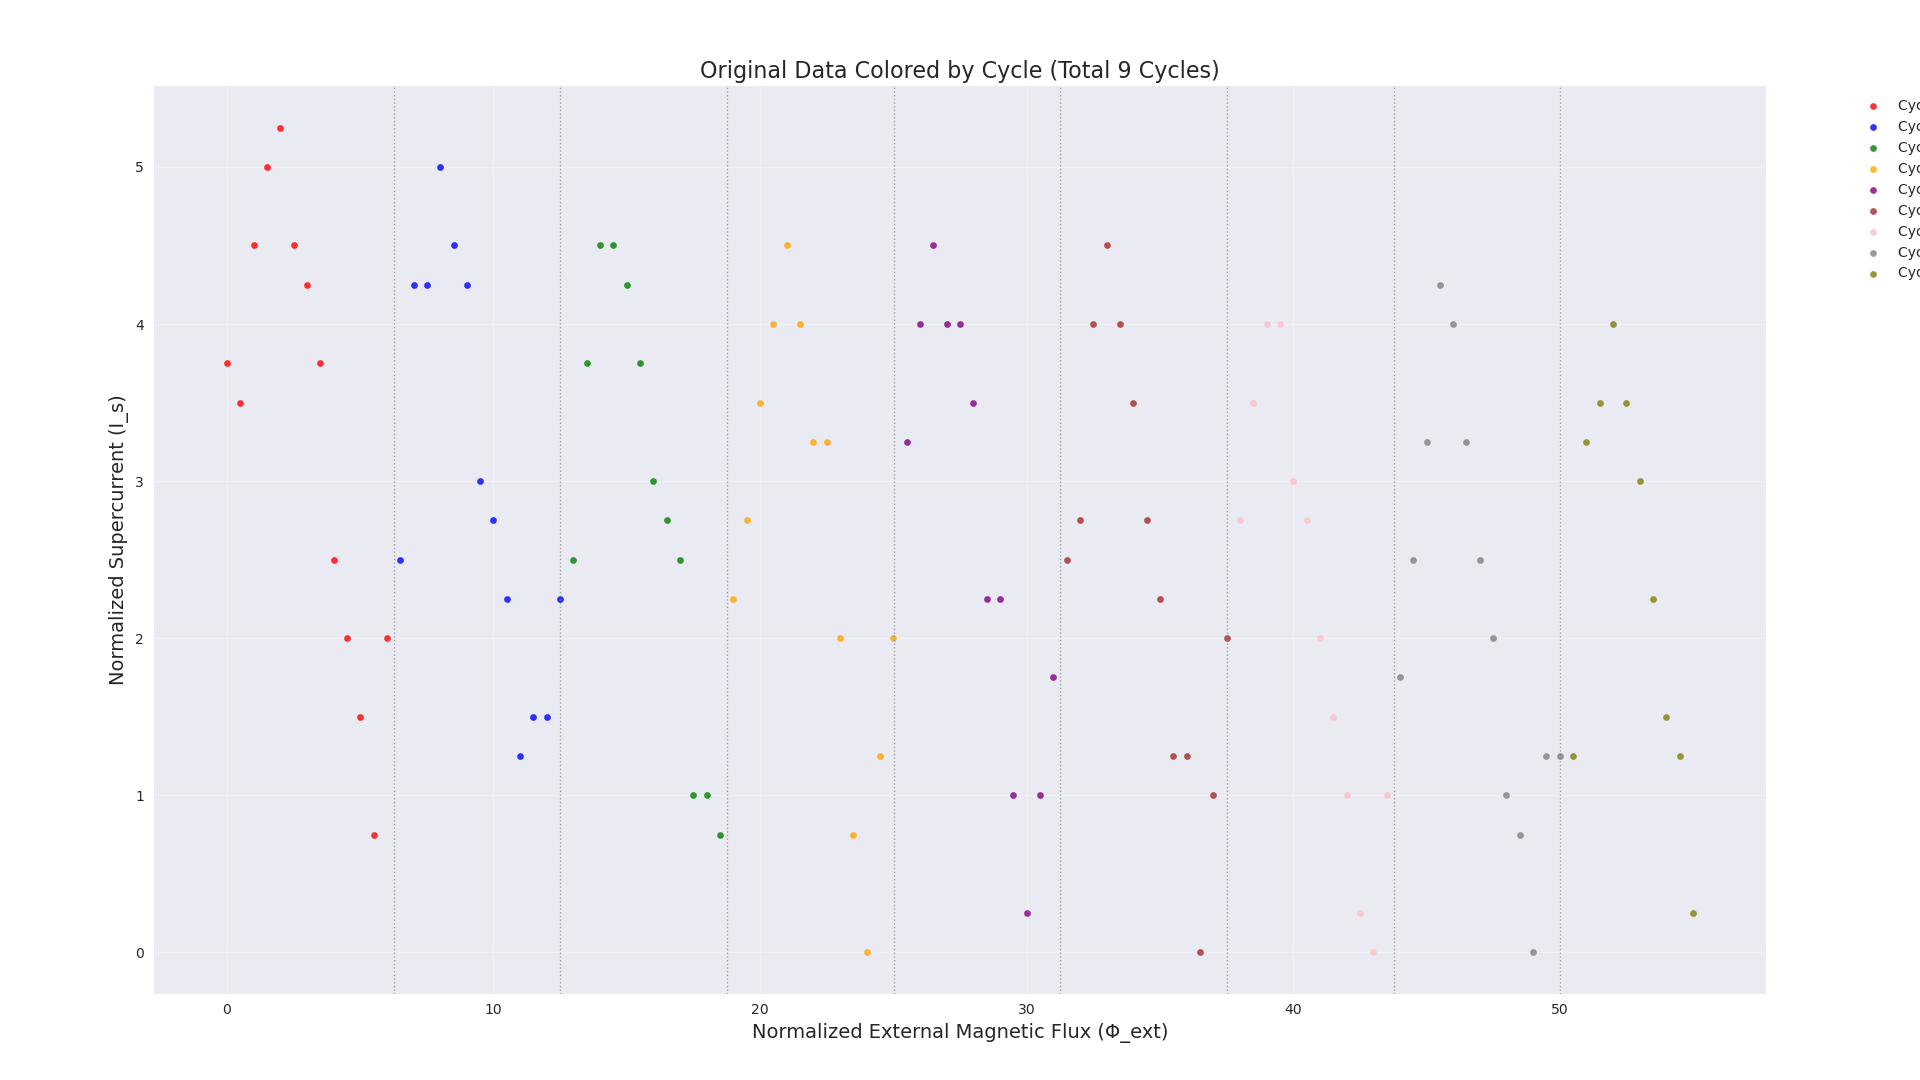 Original Data Colored by Cycle (Total 9 Cycles)
Cyc
Cyc
Cyc
Cyc
Cyc
Cyc
Cyc
Cyc
Cyc
5
4
3
2
1
0
Normalized Supercurrent (I_s)
0 10 20 30 40 50
Normalized External Magnetic Flux (Φ_ext)